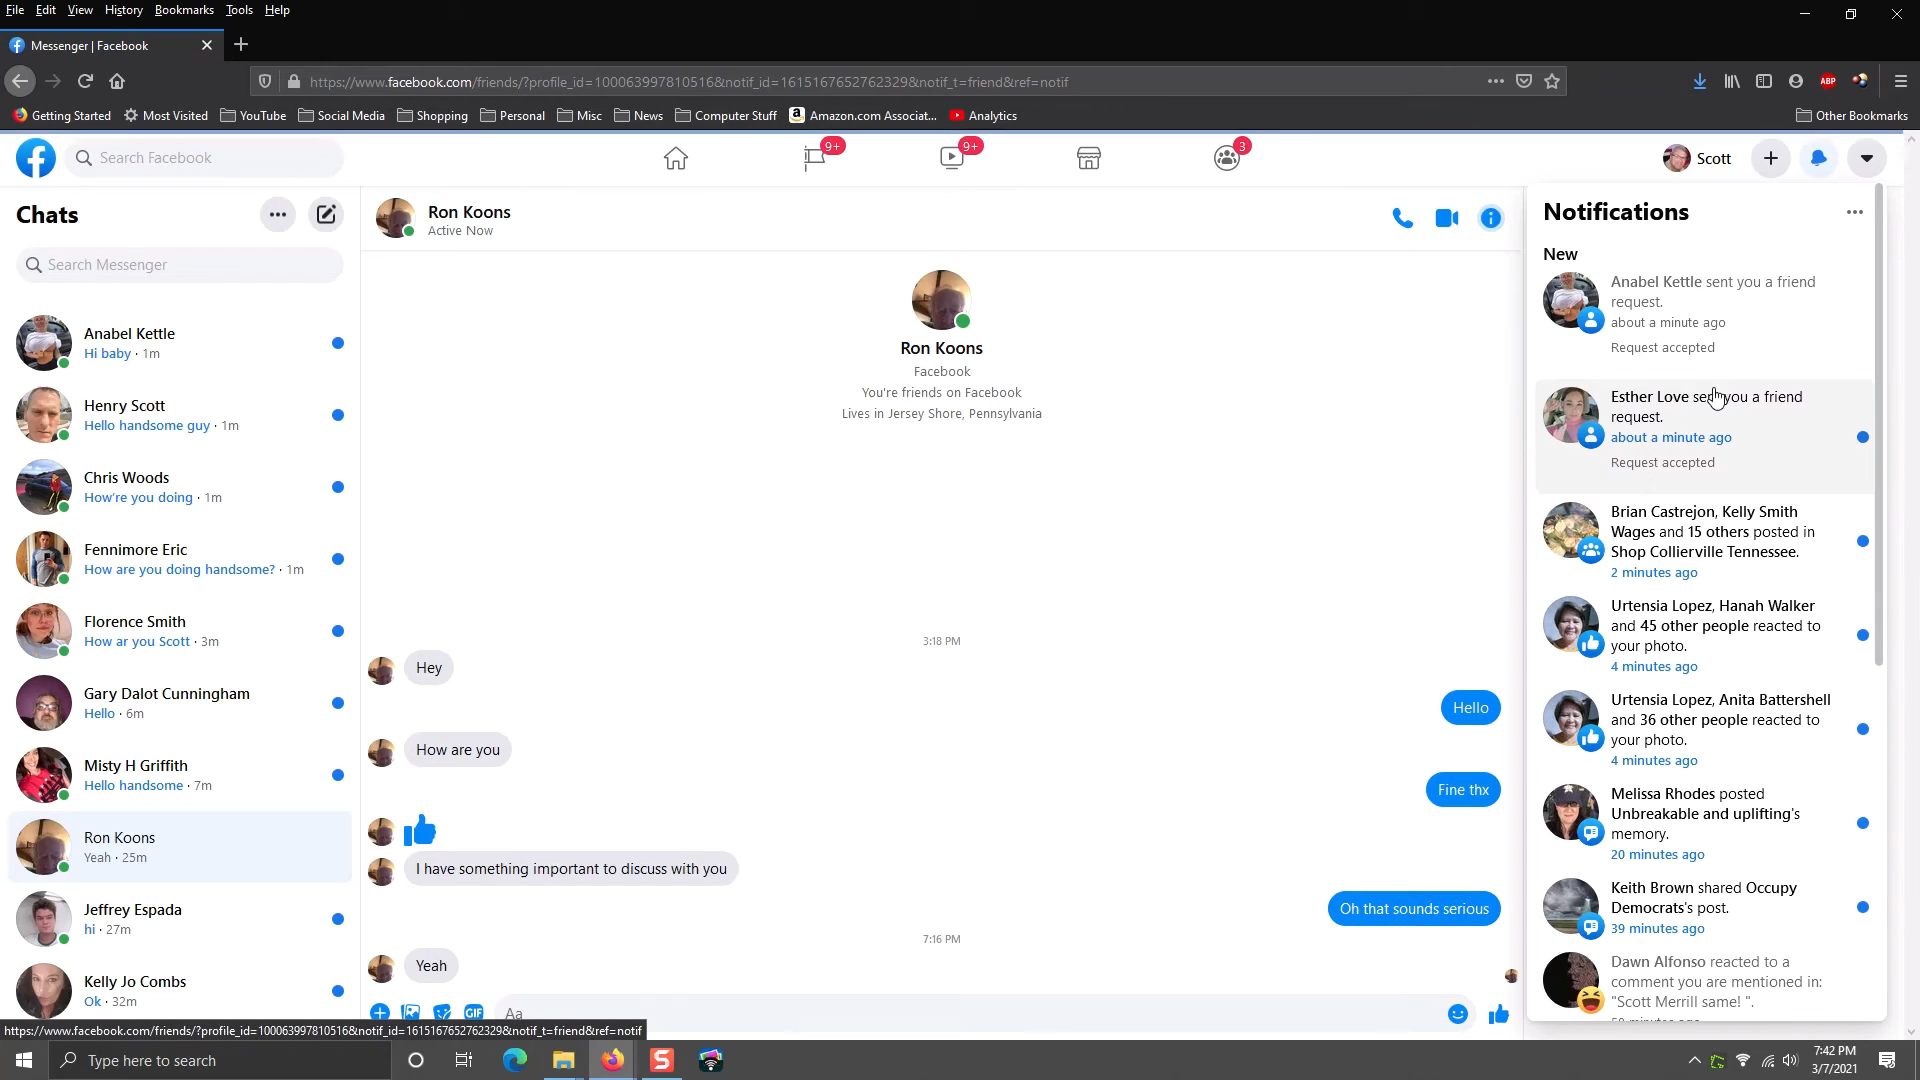 File Edit View History Bookmarks Tools Help
Messenger | Facebook
https://www.facebook.com/friends/?profile_id=100063997810516&notif_id=1615167652762329&notif_t=friend&ref=notif
ABP
Getting Started Most Visited YouTube Social Media Shopping Personal Misc News Computer Stuff Amazon.com Associat... Analytics Other Bookmarks
Search Facebook
9+
9+
3
Scott
Chats
Search Messenger
Anabel Kettle
Hi baby · 1m
Henry Scott
Hello handsome guy · 1m
Chris Woods
How're you doing · 1m
Fennimore Eric
How are you doing handsome? · 1m
Florence Smith
How ar you Scott · 3m
Gary Dalot Cunningham
Hello · 6m
Misty H Griffith
Hello handsome · 7m
Ron Koons
Yeah · 25m
Jeffrey Espada
hi · 27m
Kelly Jo Combs
Ok · 32m
Ron Koons
Active Now
Ron Koons
Facebook
You're friends on Facebook
Lives in Jersey Shore, Pennsylvania
3:18 PM
Hey
Hello
How are you
Fine thx
I have something important to discuss with you
Oh that sounds serious
7:16 PM
Yeah
GIF
Aa
Notifications
New
Anabel Kettle sent you a friend
request.
about a minute ago
Request accepted
Esther Love sent you a friend
request.
about a minute ago
Request accepted
Brian Castrejon, Kelly Smith
Wages and 15 others posted in
Shop Collierville Tennessee.
2 minutes ago
Urtensia Lopez, Hanah Walker
and 45 other people reacted to
your photo.
4 minutes ago
Urtensia Lopez, Anita Battershell
and 36 other people reacted to
your photo.
4 minutes ago
Melissa Rhodes posted
Unbreakable and uplifting's
memory.
20 minutes ago
Keith Brown shared Occupy
Democrats's post.
39 minutes ago
Dawn Alfonso reacted to a
comment you are mentioned in:
"Scott Merrill same! ".
minutes ago
https://www.facebook.com/friends/?profile_id=100063997810516&notif_id=1615167652762329&notif_t=friend&ref=notif
Type here to search
7:42 PM
3/7/2021